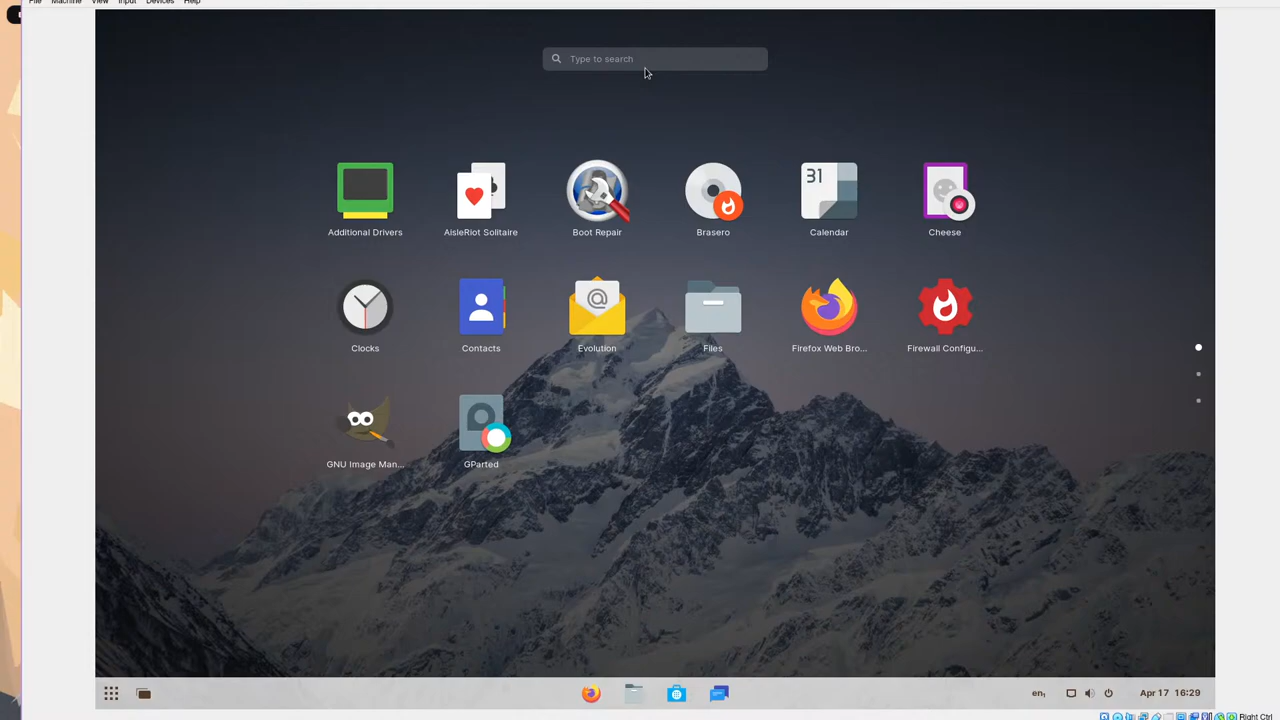 File Machine View Input Devices Help
Type to search
31
Additional Drivers AisleRiot Solitaire Boot Repair Brasero Calendar Cheese
@
Clocks Contacts Evolution Files Firefox Web Bro... Firewall Configu...
GNU Image Man... GParted
en₁ Apr 17 16:29
Right Ctrl